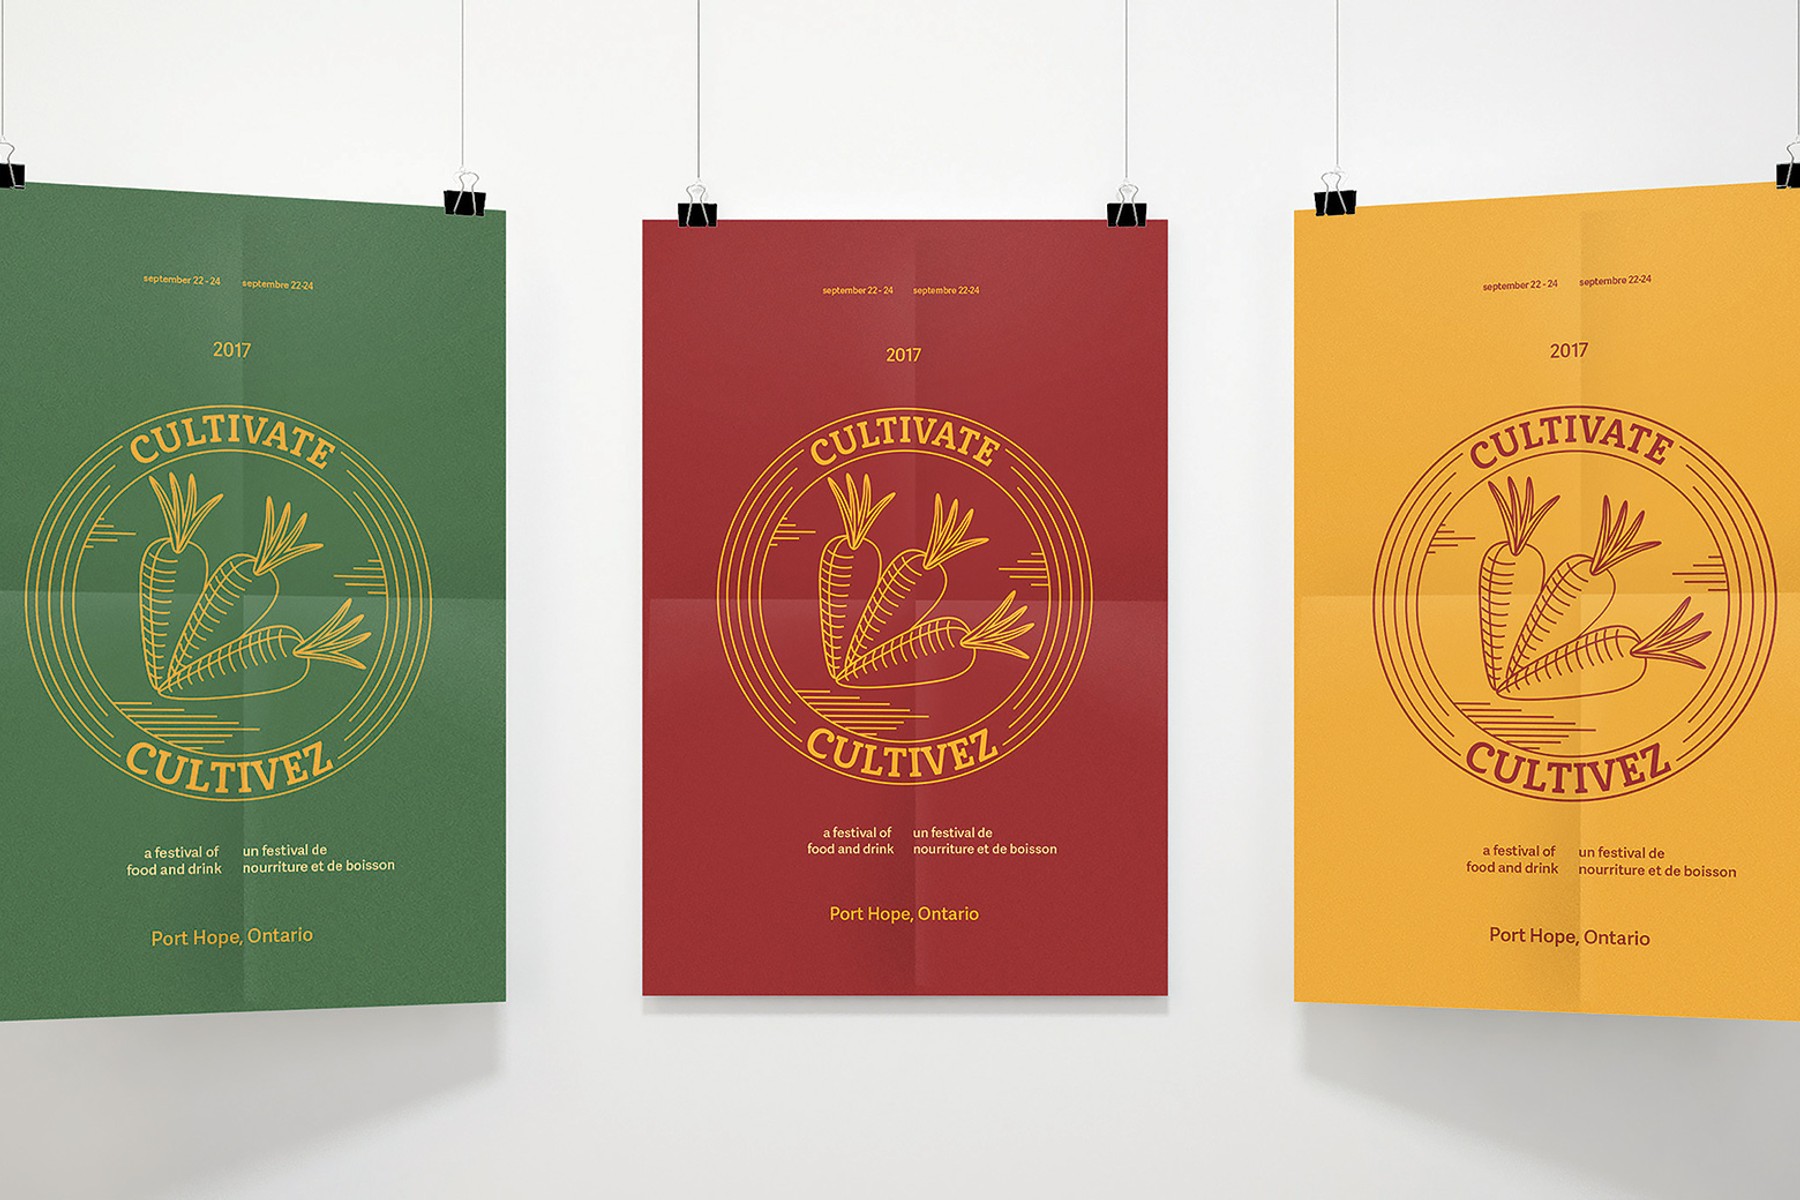 september 22 - 24 septembre 22-24
2017
CULTIVATE
CULTIVEZ
a festival of un festival de
food and drink nourriture et de boisson
Port Hope, Ontario
september 22 - 24 septembre 22-24
2017
CULTIVATE
CULTIVEZ
a festival of un festival de
food and drink nourriture et de boisson
Port Hope, Ontario
september 22 - 24 septembre 22-24
2017
CULTIVATE
CULTIVEZ
a festival of un festival de
food and drink nourriture et de boisson
Port Hope, Ontario